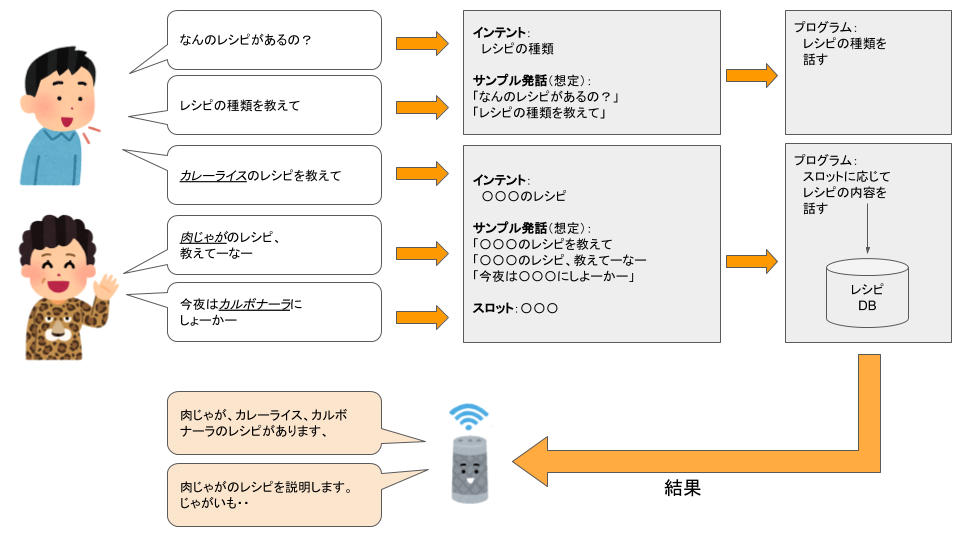 なんのレシピがあるの？
レシピの種類を教えて
カレーライスのレシピを教えて
肉じゃがのレシピ、
教えてーなー
今夜はカルボナーラに
しょーかー
インテント：
レシピの種類
サンプル発話（想定）：
「なんのレシピがあるの？」
「レシピの種類を教えて」
インテント：
〇〇〇のレシピ
サンプル発話（想定）：
「〇〇〇のレシピを教えて
「〇〇〇のレシピ、教えてーなー
「今夜は〇〇〇にしよーかー」
スロット：〇〇〇
プログラム：
レシピの種類を
話す
プログラム：
スロットに応じて
レシピの内容を
話す
レシピ
DB
肉じゃが、カレーライス、カルボ
ナーラのレシピがあります、
肉じゃがのレシピを説明します。
じゃがいも・・
結果